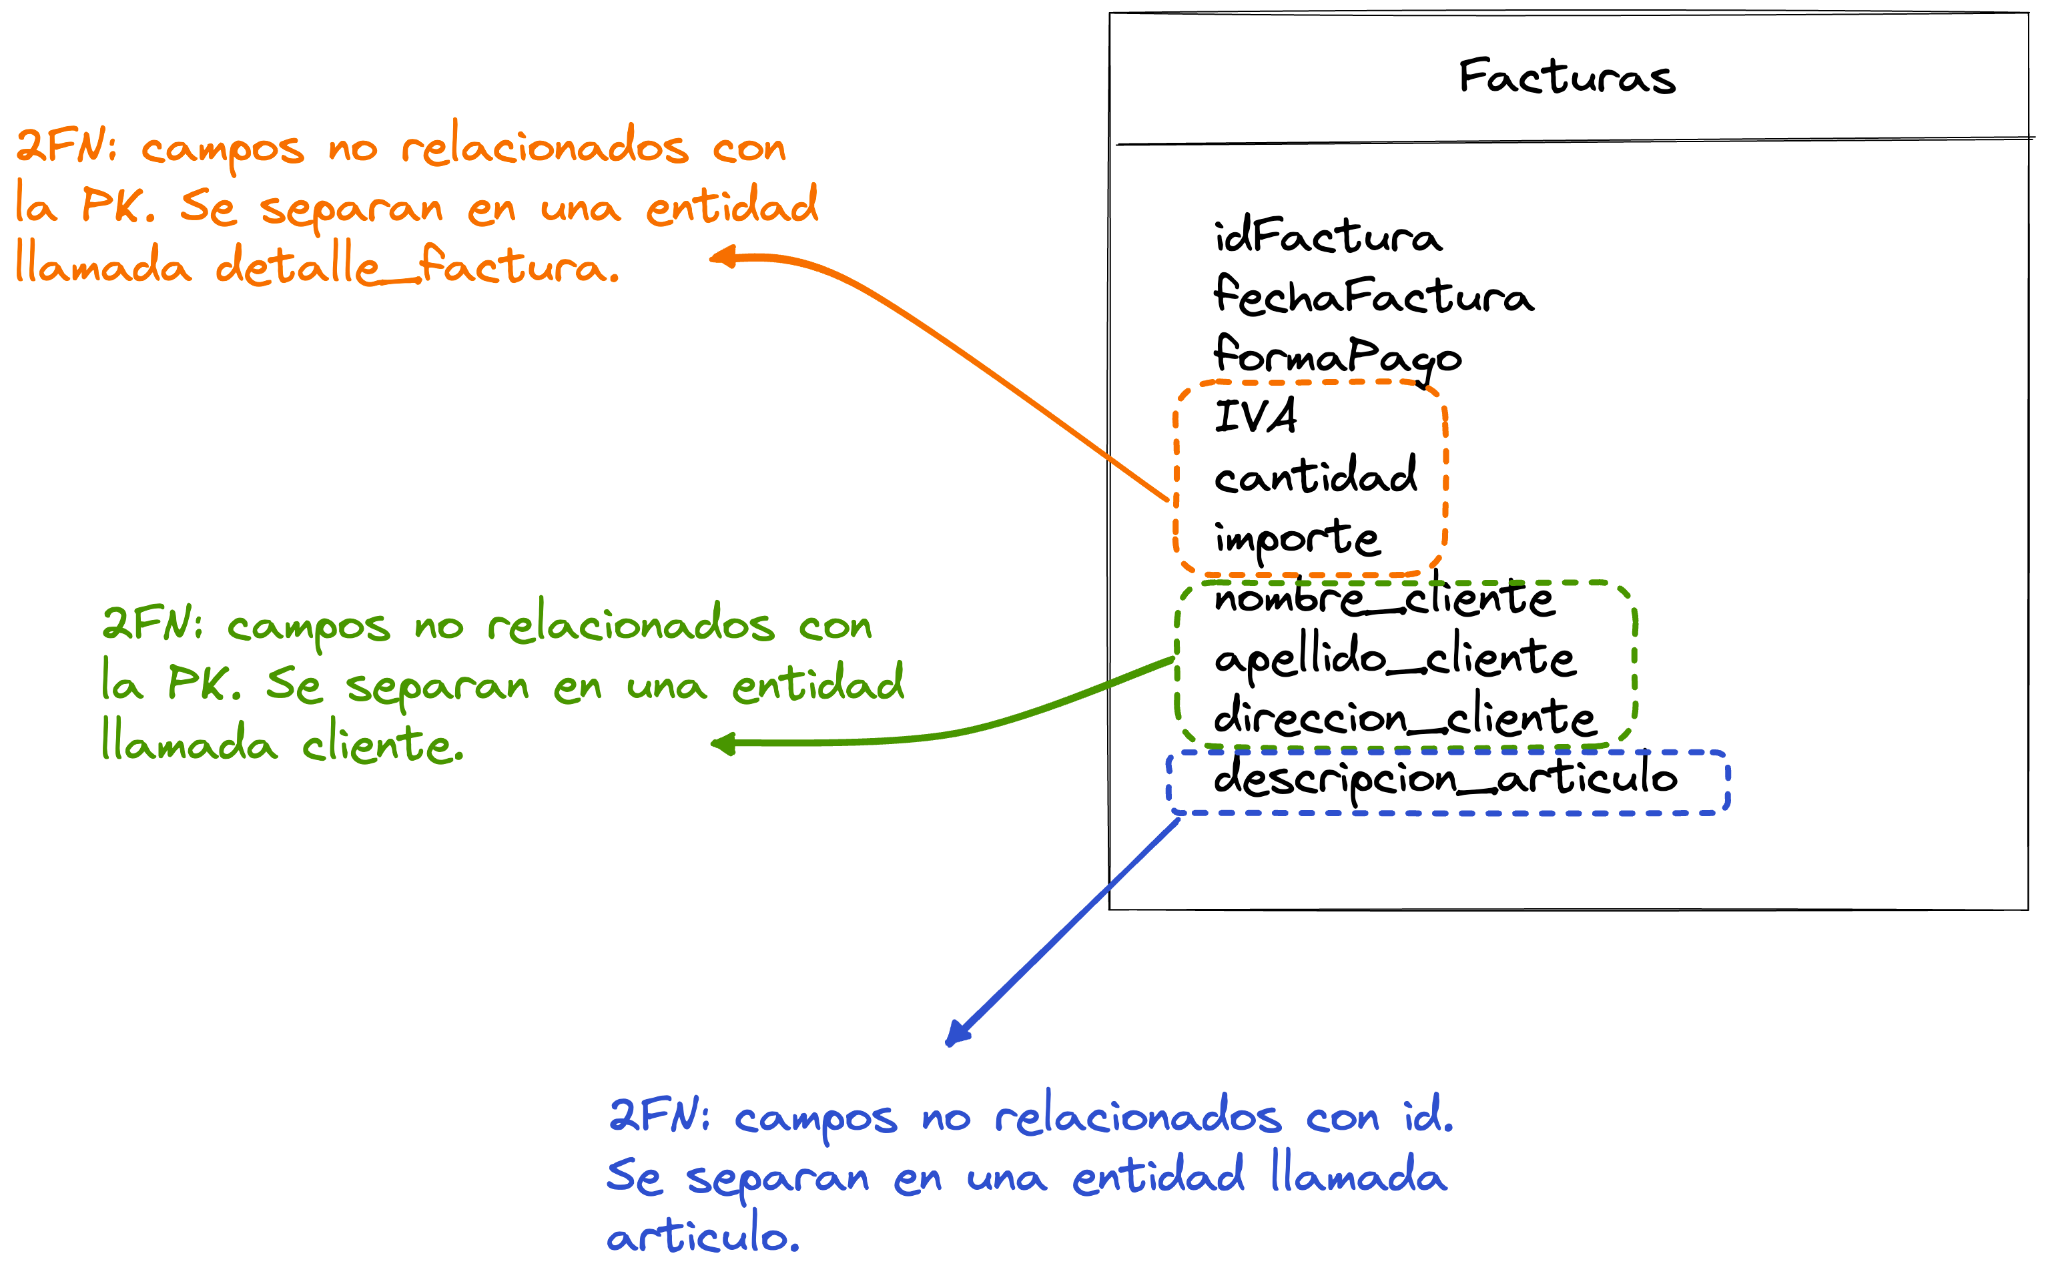 Facturas
2FN: campos no relacionados con
la PK. Se separan en una entidad
llamada detalle_factura.
idFactura
fechaFactura
formaPago
IVA
cantidad
importe
nombre_cliente
apellido_cliente
direccion_cliente
descripcion_articulo
2FN: campos no relacionados con
la PK. Se separan en una entidad
llamada cliente.
2FN: campos no relacionados con id.
Se separan en una entidad llamada
articulo.